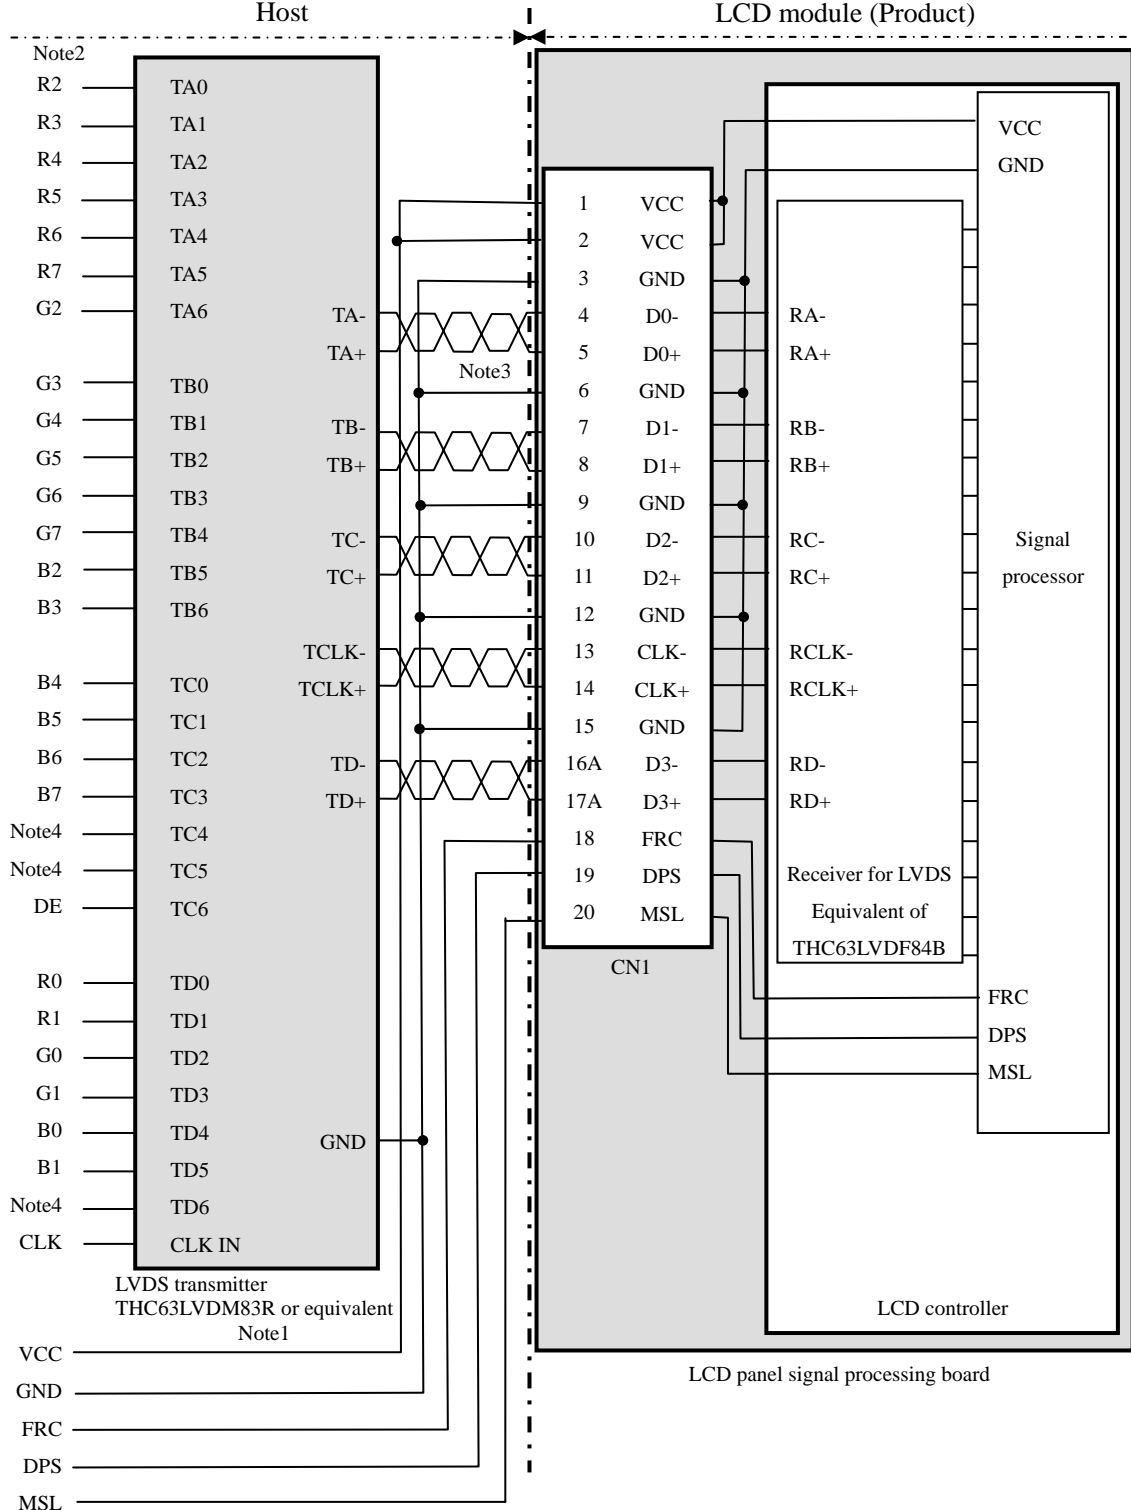 Host
LCD module (Product)
Note2
R2 TA0
R3 TA1
R4 TA2
R5 TA3
R6 TA4
R7 TA5
G2 TA6
G3 TB0
G4 TB1
G5 TB2
G6 TB3
G7 TB4
B2 TB5
B3 TB6
B4 TC0
B5 TC1
B6 TC2
B7 TC3
Note4 TC4
Note4 TC5
DE TC6
R0 TD0
R1 TD1
G0 TD2
G1 TD3
B0 TD4
B1 TD5
Note4 TD6
CLK CLK IN
TA-
TA+
TB-
TB+
TC-
TC+
TCLK-
TCLK+
TD-
TD+
GND
Note3
LVDS transmitter
THC63LVDM83R or equivalent
Note1
VCC
GND
FRC
DPS
MSL
1 VCC
2 VCC
3 GND
4 D0-
5 D0+
6 GND
7 D1-
8 D1+
9 GND
10 D2-
11 D2+
12 GND
13 CLK-
14 CLK+
15 GND
16A D3-
17A D3+
18 FRC
19 DPS
20 MSL
CN1
RA-
RA+
RB-
RB+
RC-
RC+
RCLK-
RCLK+
RD-
RD+
Receiver for LVDS
Equivalent of
THC63LVDF84B
VCC
GND
Signal
processor
FRC
DPS
MSL
LCD controller
LCD panel signal processing board